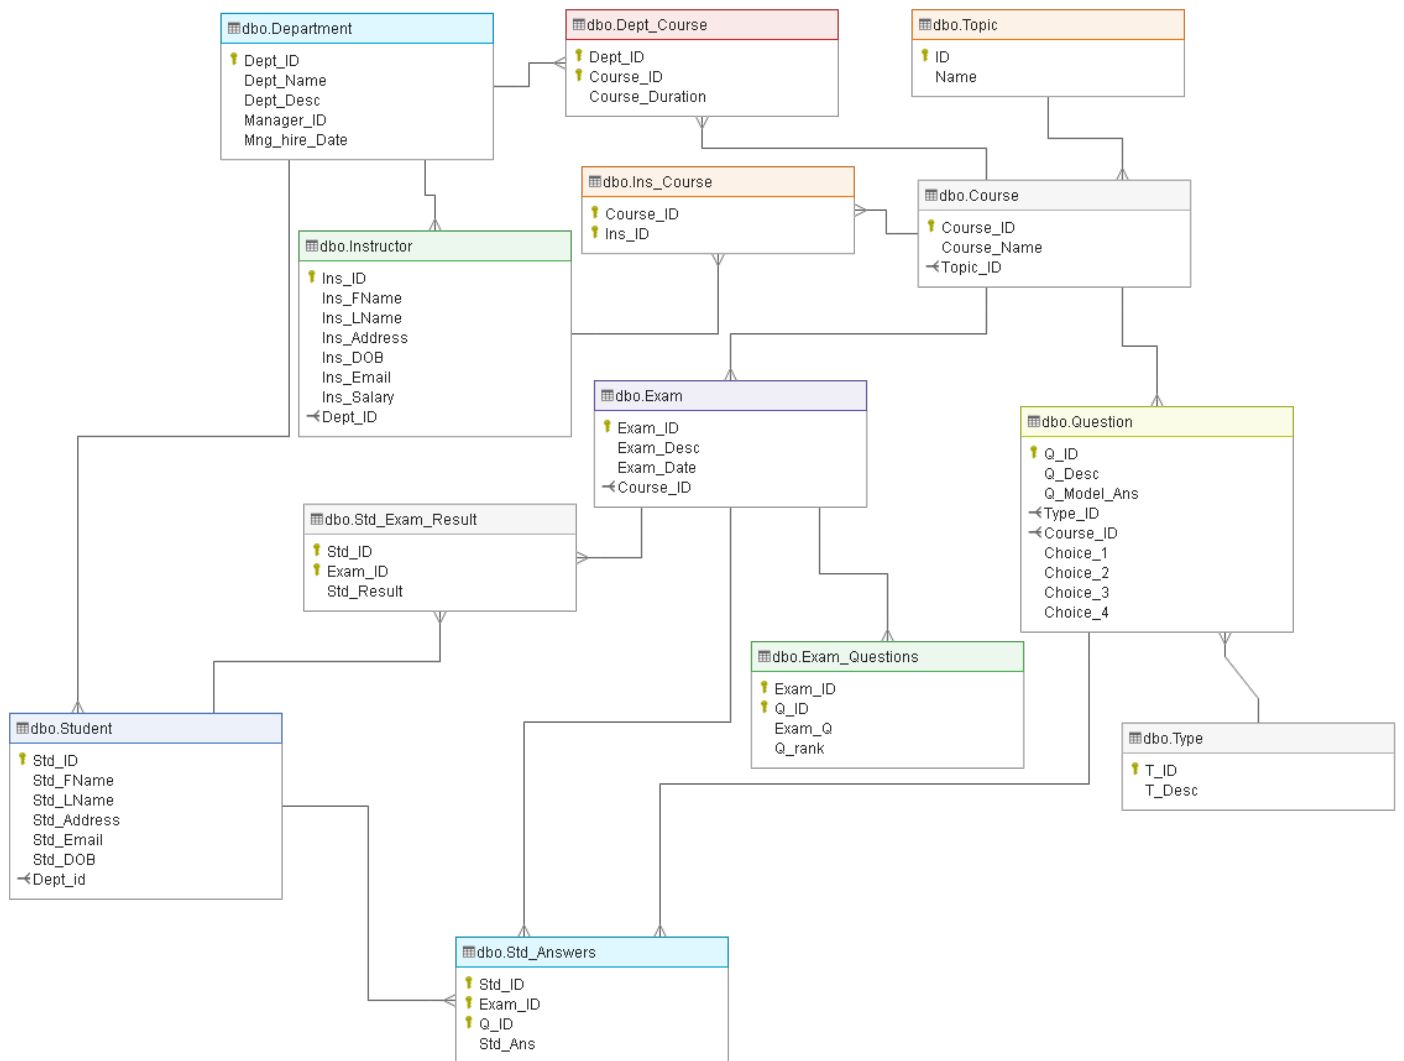 dbo.Department
Dept_ID
Dept_Name
Dept_Desc
Manager_ID
Mng_hire_Date
dbo.Dept_Course
Dept_ID
Course_ID
Course_Duration
dbo.Topic
ID
Name
dbo.Ins_Course
Course_ID
Ins_ID
dbo.Course
Course_ID
Course_Name
Topic_ID
dbo.Instructor
Ins_ID
Ins_FName
Ins_LName
Ins_Address
Ins_DOB
Ins_Email
Ins_Salary
Dept_ID
dbo.Exam
Exam_ID
Exam_Desc
Exam_Date
Course_ID
dbo.Question
Q_ID
Q_Desc
Q_Model_Ans
Type_ID
Course_ID
Choice_1
Choice_2
Choice_3
Choice_4
dbo.Std_Exam_Result
Std_ID
Exam_ID
Std_Result
dbo.Exam_Questions
Exam_ID
Q_ID
Exam_Q
Q_rank
dbo.Student
Std_ID
Std_FName
Std_LName
Std_Address
Std_Email
Std_DOB
Dept_id
dbo.Type
T_ID
T_Desc
dbo.Std_Answers
Std_ID
Exam_ID
Q_ID
Std_Ans